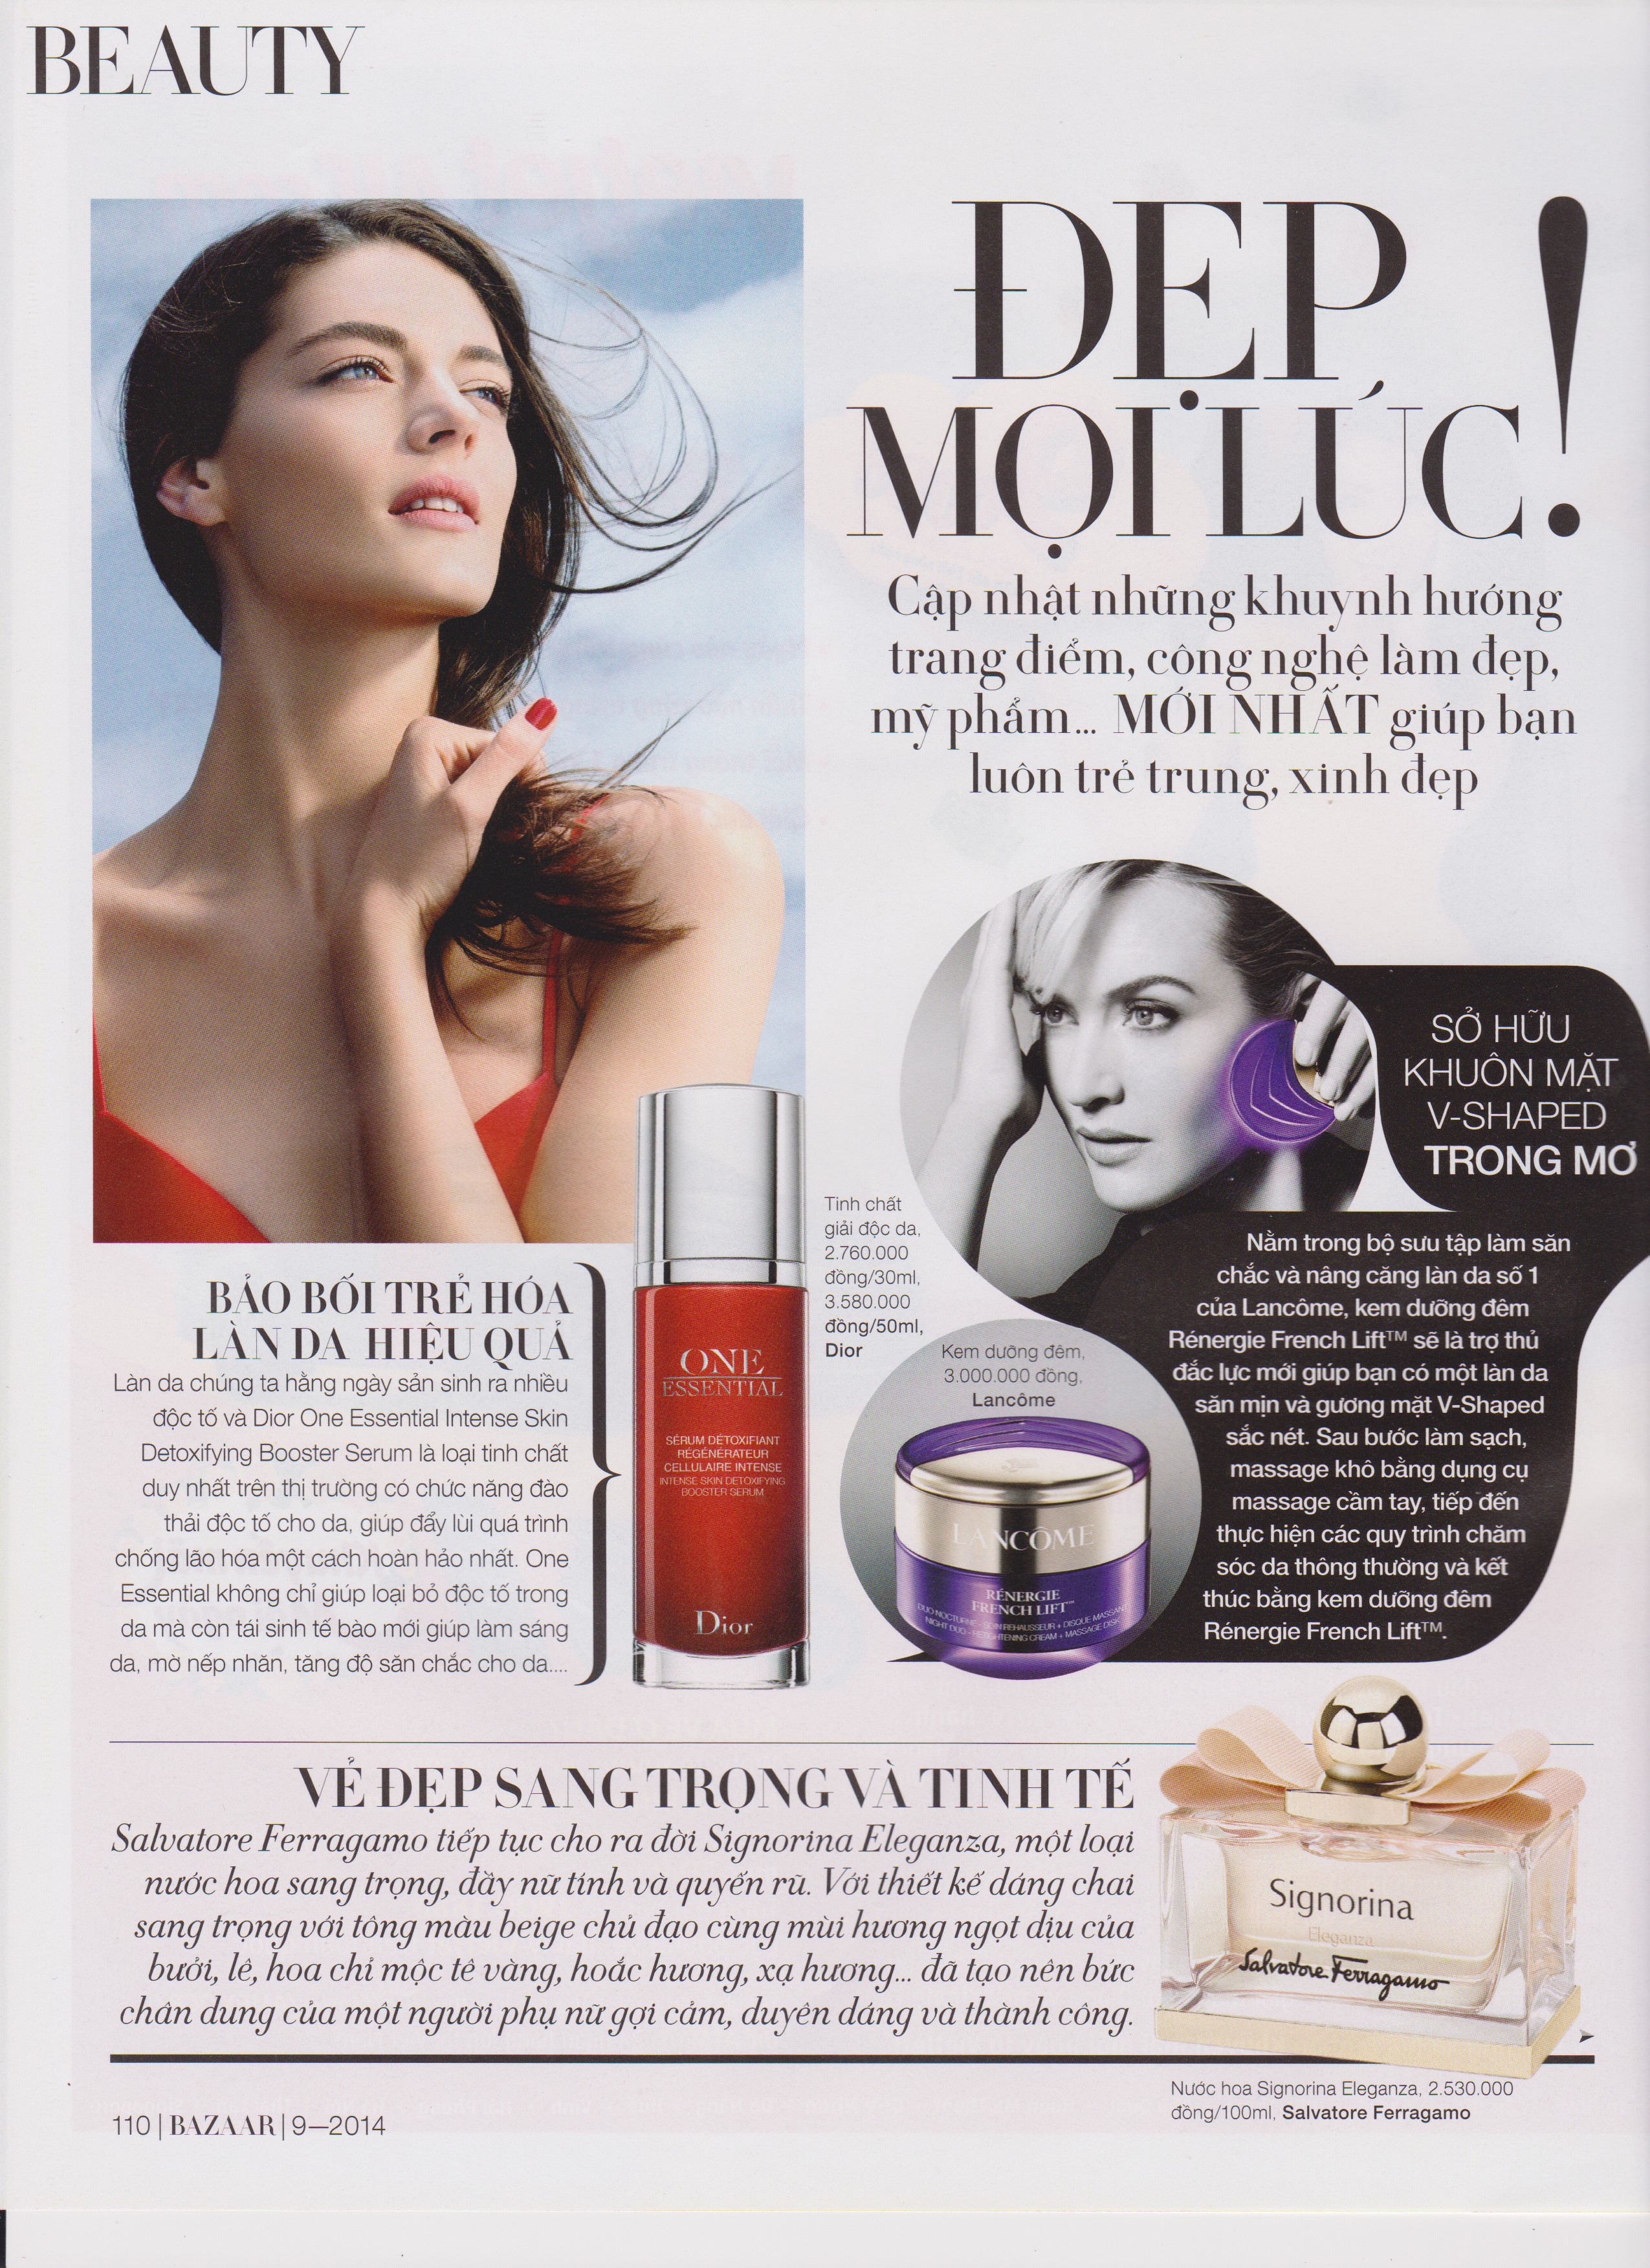 BEAUTY
ĐẸP
MỌI LÚC!
Cập nhật những khuynh hướng
trang điểm, công nghệ làm đẹp,
mỹ phẩm... MỚI NHẤT giúp bạn
luôn trẻ trung, xinh đẹp
SỞ HỮU
KHUÔN MẶT
V-SHAPED
TRONG MƠ
Nằm trong bộ sưu tập làm săn
chắc và nâng căng làn da số 1
của Lancôme, kem dưỡng đêm
Rénergie French Lift™ sẽ là trợ thủ
đắc lực mới giúp bạn có một làn da
săn mịn và gương mặt V-Shaped
sắc nét. Sau bước làm sạch,
massage khô bằng dụng cụ
massage cầm tay, tiếp đến
thực hiện các quy trình chăm
sóc da thông thường và kết
thúc bằng kem dưỡng đêm
Rénergie French Lift™.
Tinh chất
giải độc da,
2.760.000
đồng/30ml,
3.580.000
đồng/50ml,
Dior
Kem dưỡng đêm,
3.000.000 đồng,
Lancôme
LANCÔME
RÉNERGIE
FRENCH LIFT™
DUO NOCTURNE - SOIN REHAUSSEUR + DISQUE MASSANT
NIGHT DUO - RETIGHTENING CREAM + MASSAGE DISK
BẢO BỐI TRẺ HÓA
LÀN DA HIỆU QUẢ
Làn da chúng ta hằng ngày sản sinh ra nhiều
độc tố và Dior One Essential Intense Skin
Detoxifying Booster Serum là loại tinh chất
duy nhất trên thị trường có chức năng đào
thải độc tố cho da, giúp đẩy lùi quá trình
chống lão hóa một cách hoàn hảo nhất. One
Essential không chỉ giúp loại bỏ độc tố trong
da mà còn tái sinh tế bào mới giúp làm sáng
da, mờ nếp nhăn, tăng độ săn chắc cho da....
ONE
ESSENTIAL
SÉRUM DÉTOXIFIANT
RÉGÉNÉRATEUR
CELLULAIRE INTENSE
INTENSE SKIN DETOXIFYING
BOOSTER SERUM
Dior
VẺ ĐẸP SANG TRỌNG VÀ TINH TẾ
Salvatore Ferragamo tiếp tục cho ra đời Signorina Eleganza, một loại
nước hoa sang trọng, đầy nữ tính và quyến rũ. Với thiết kế dáng chai
sang trọng với tông màu beige chủ đạo cùng mùi hương ngọt dịu của
bưởi, lê, hoa chỉ mộc tê vàng, hoắc hương, xạ hương... đã tạo nên bức
chân dung của một người phụ nữ gợi cảm, duyên dáng và thành công.
Signorina
Eleganza
Salvatore Ferragamo
Nước hoa Signorina Eleganza, 2.530.000
đồng/100ml, Salvatore Ferragamo
110 | BAZAAR | 9—2014